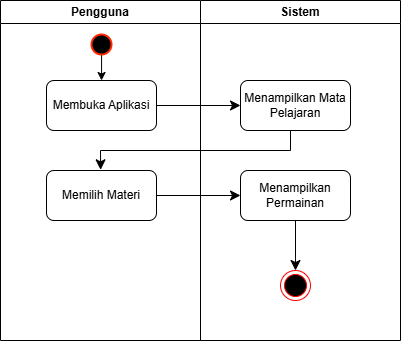 Pengguna
Sistem
Membuka Aplikasi
Menampilkan Mata
Pelajaran
Memilih Materi
Menampilkan
Permainan